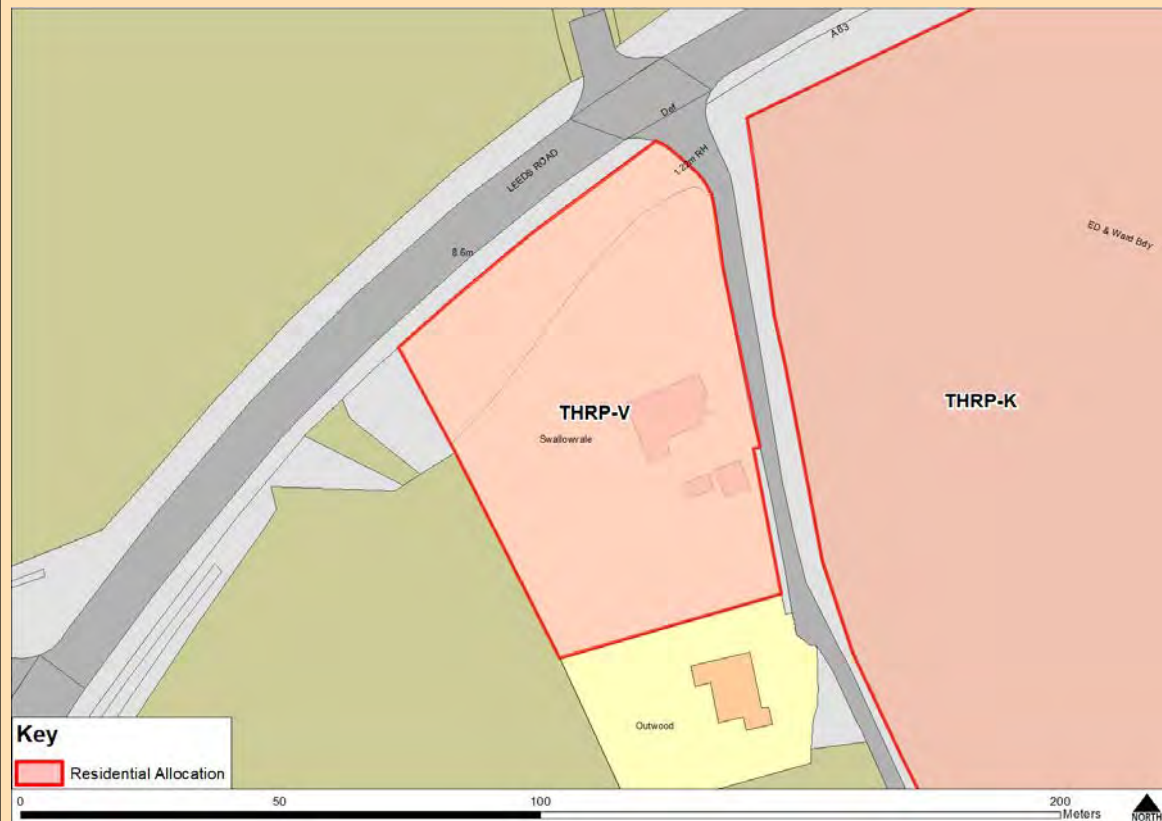 A63
Def
LEEDS ROAD
1.22m RH
ED & Ward Bdy
8.6m
THRP-V
THRP-K
Swallowvale
Outwood
Key
Residential Allocation
0 50 100 200
Meters
NORTH